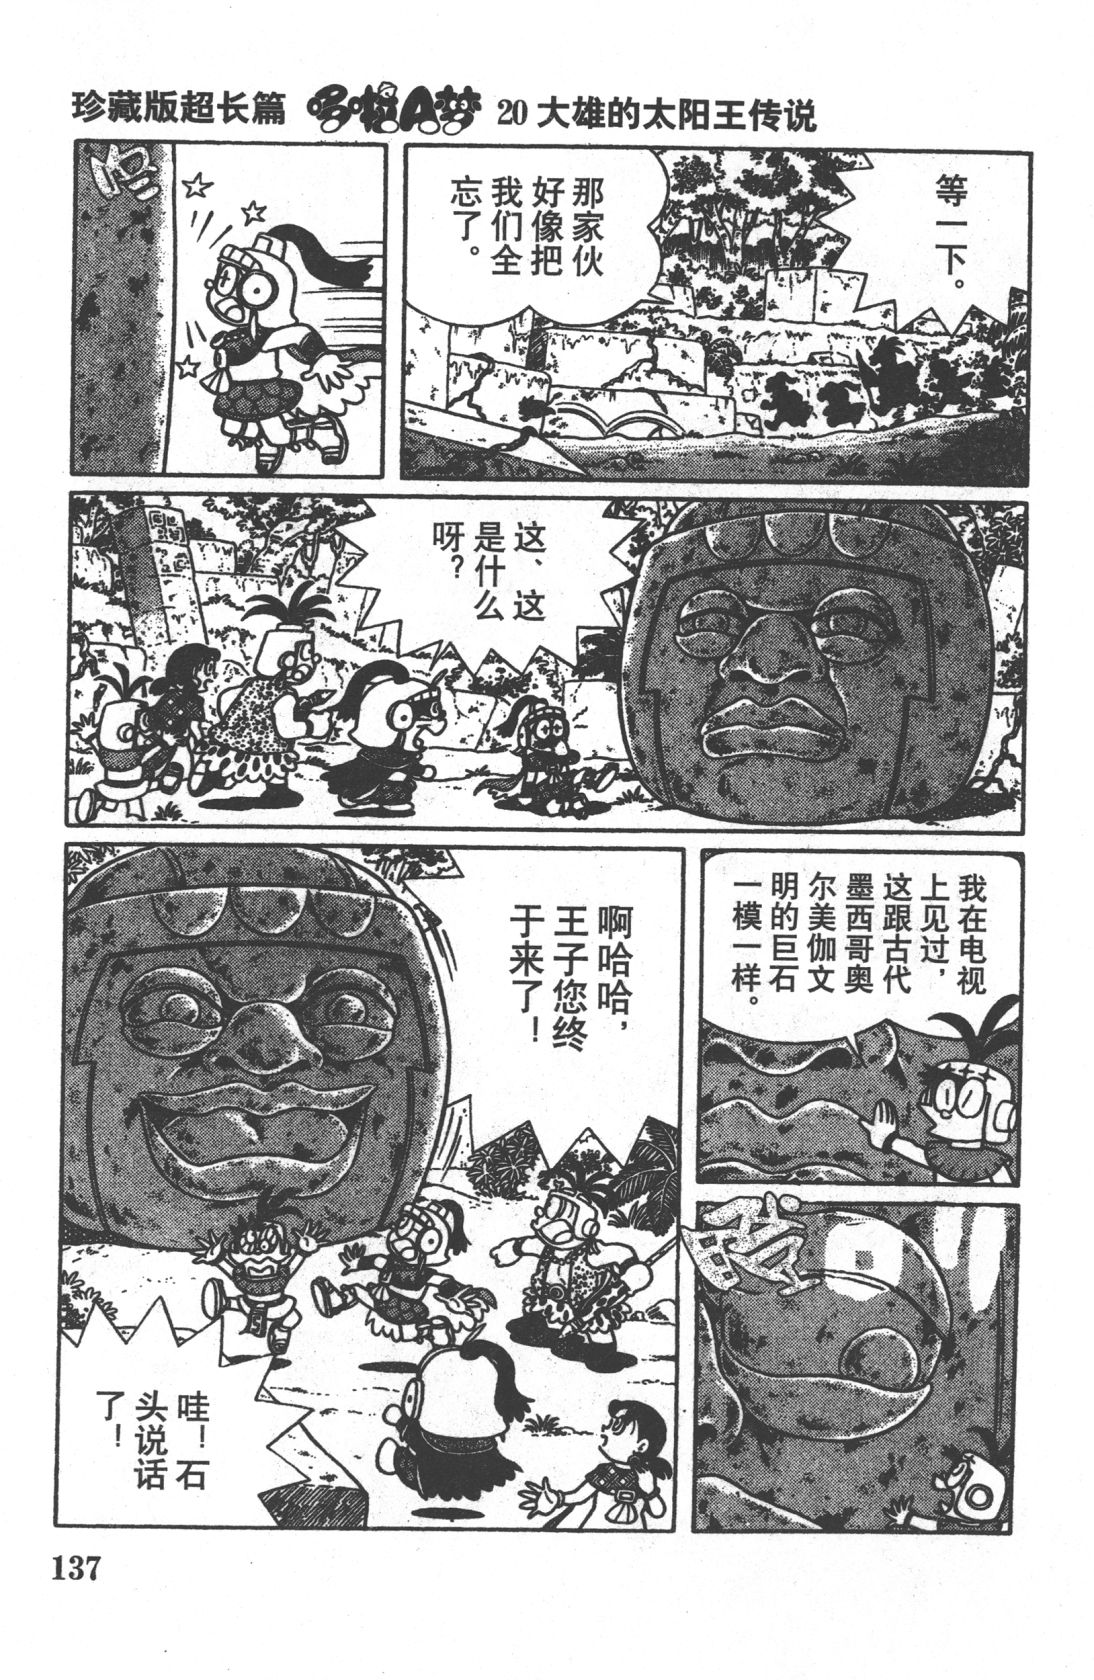 珍藏版超长篇 哆啦A梦 20 大雄的太阳王传说
等一下。
那家伙
好像把
我们全
忘了。
咚
这、这
是什么
呀？
我在电视
上见过，
这跟古代
墨西哥奥
尔美伽文
明的巨石
一模一样。
瞪
啊哈哈，
王子您终
于来了！
哇！石
头说话
了！
137